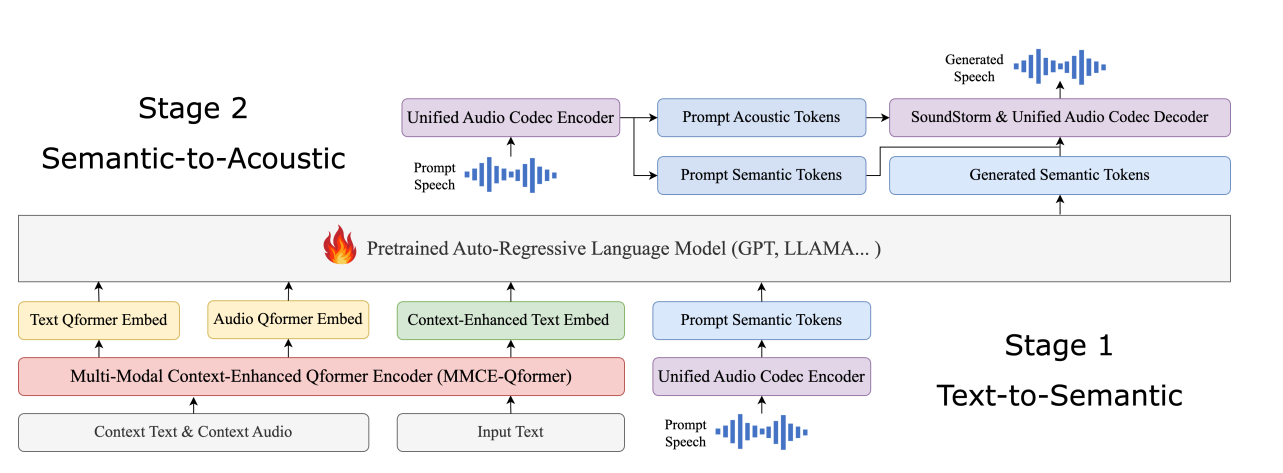 Generated
Speech
Stage 2
Semantic-to-Acoustic
Unified Audio Codec Encoder
Prompt Acoustic Tokens
SoundStorm & Unified Audio Codec Decoder
Prompt
Speech
Prompt Semantic Tokens
Generated Semantic Tokens
Pretrained Auto-Regressive Language Model (GPT, LLAMA... )
Text Qformer Embed
Audio Qformer Embed
Context-Enhanced Text Embed
Prompt Semantic Tokens
Stage 1
Text-to-Semantic
Multi-Modal Context-Enhanced Qformer Encoder (MMCE-Qformer)
Unified Audio Codec Encoder
Context Text & Context Audio
Input Text
Prompt
Speech